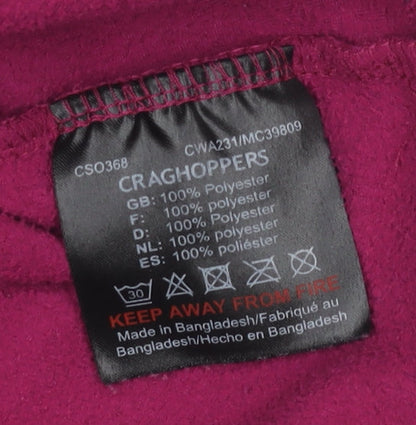 CSO368 CWA231/MC39809
CRAGHOPPERS
GB: 100% Polyester
F: 100% Polyester
D: 100% Polyester
NL: 100% Polyester
ES: 100% poliéster
30
KEEP AWAY FROM FIRE
Made in Bangladesh/Fabriqué au
Bangladesh/Hecho en Bangladesh